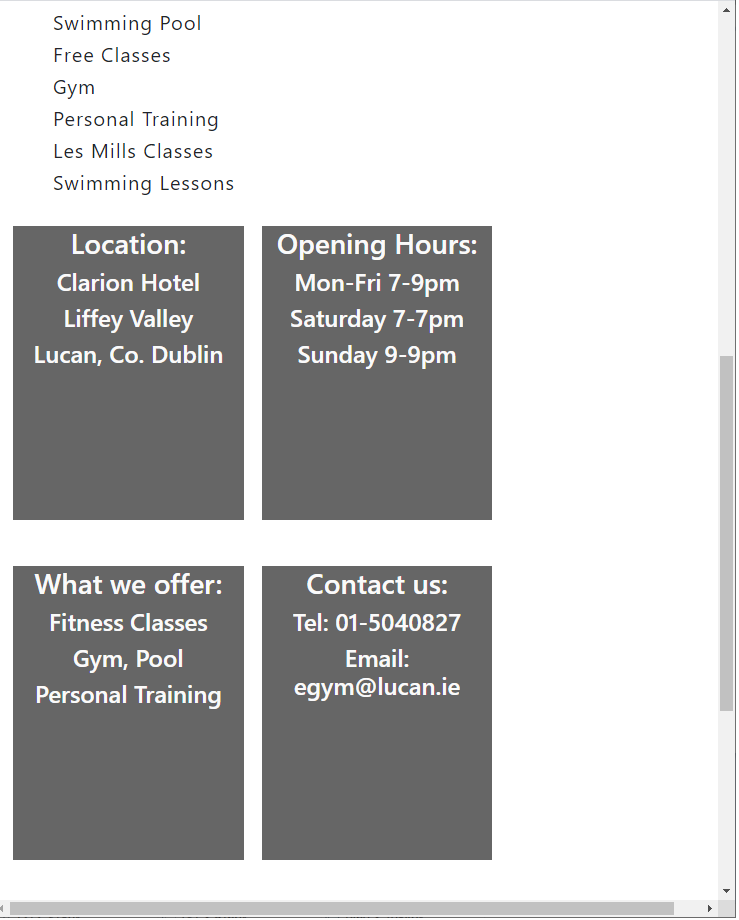 Swimming Pool
Free Classes
Gym
Personal Training
Les Mills Classes
Swimming Lessons
Location:
Clarion Hotel
Liffey Valley
Lucan, Co. Dublin
Opening Hours:
Mon-Fri 7-9pm
Saturday 7-7pm
Sunday 9-9pm
What we offer:
Fitness Classes
Gym, Pool
Personal Training
Contact us:
Tel: 01-5040827
Email:
egym@lucan.ie